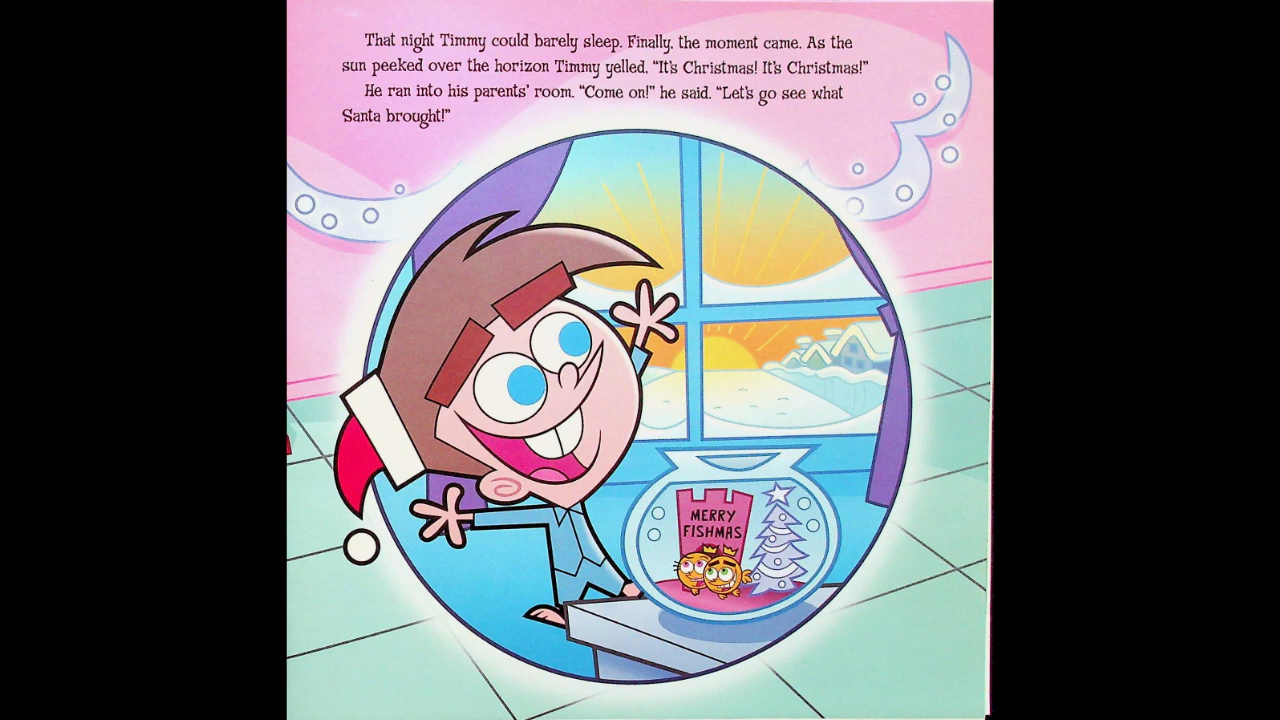 That night Timmy could barely sleep. Finally, the moment came. As the
sun peeked over the horizon Timmy yelled, “It’s Christmas! It’s Christmas!”
He ran into his parents’ room. “Come on!” he said. “Let’s go see what
Santa brought!”
MERRY
FISHMAS